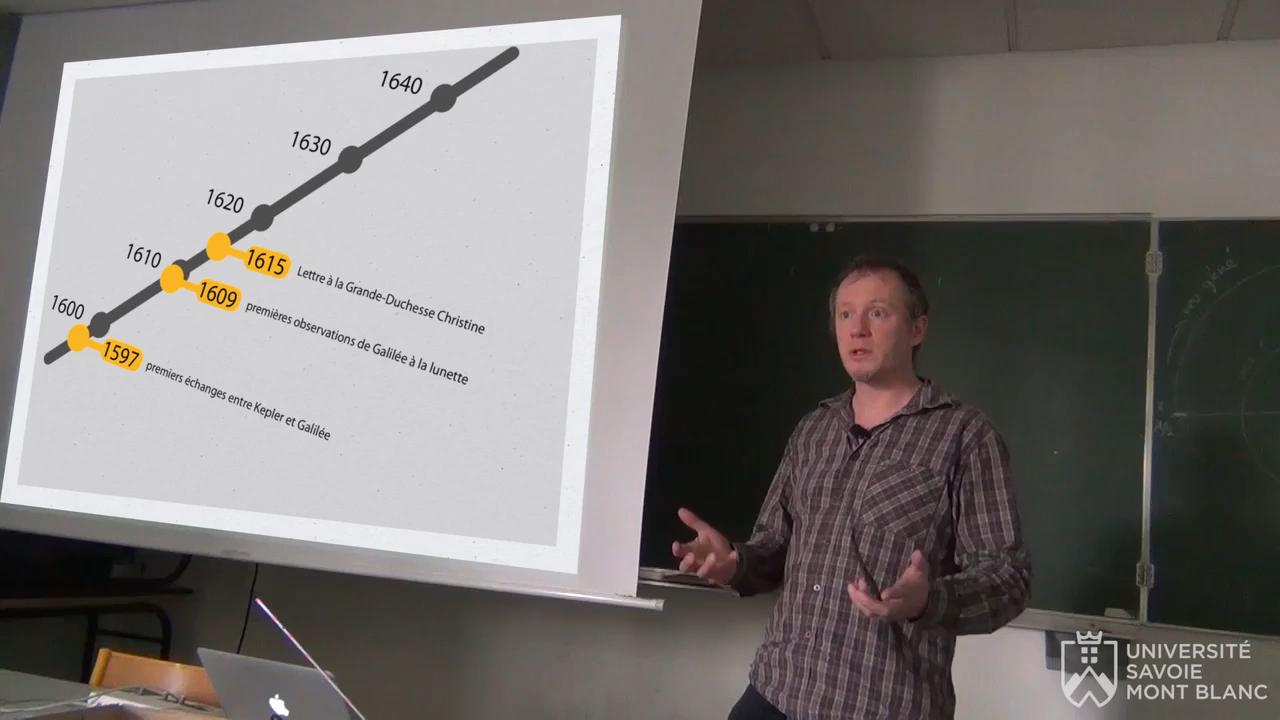 1640
1630
1620
1615 Lettre à la Grande-Duchesse Christine
1610
1609 premières observations de Galilée à la lunette
1600
1597 premiers échanges entre Kepler et Galilée
UNIVERSITÉ
SAVOIE
MONT BLANC